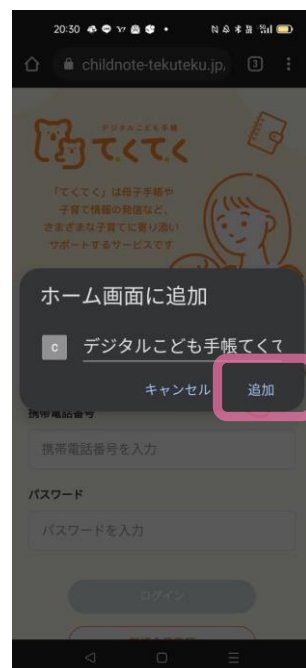 20:30
childnote-tekuteku.jp,
3
デジタルこども手帳
てくてく
「てくてく」は母子手帳や
子育て情報の発信など、
さまざまな子育てに寄り添い
サポートするサービスです
ホーム画面に追加
c デジタルこども手帳てくて
キャンセル 追加
携帯電話番号
携帯電話番号を入力
パスワード
パスワードを入力
ログイン